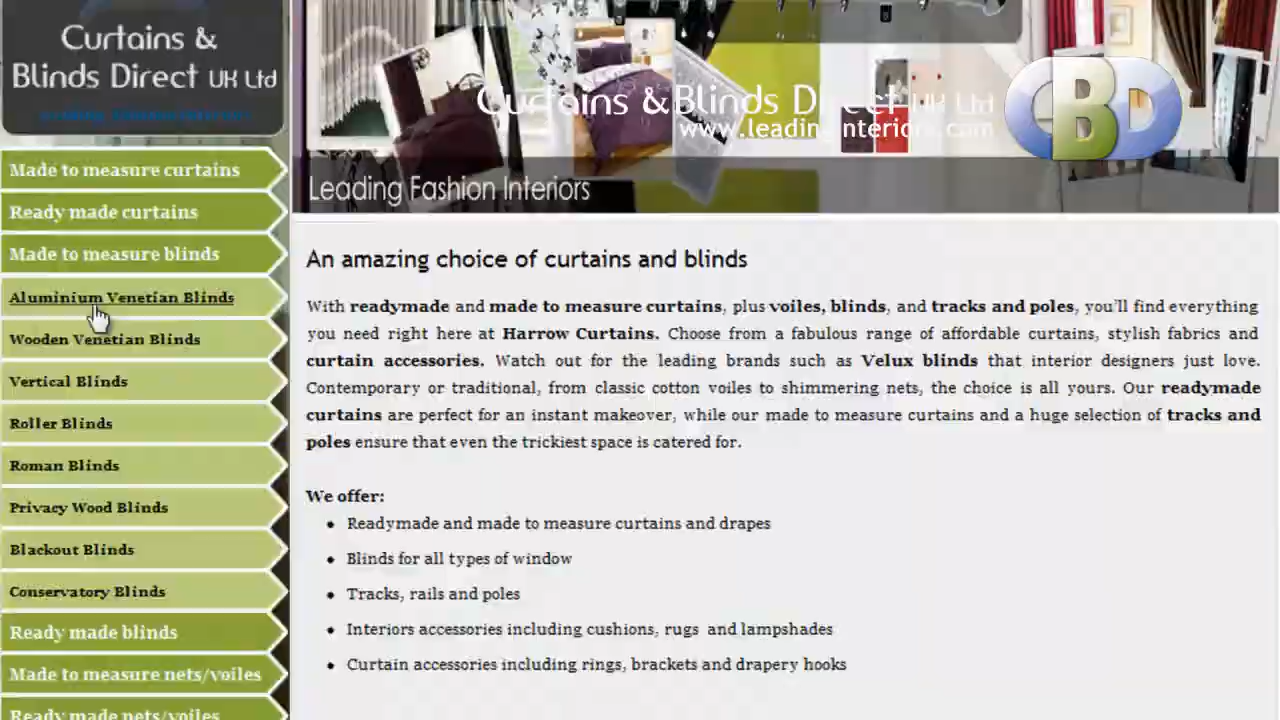 Curtains &
Blinds Direct UK Ltd
Made to measure curtains
Ready made curtains
Made to measure blinds
Aluminium Venetian Blinds
Wooden Venetian Blinds
Vertical Blinds
Roller Blinds
Roman Blinds
Privacy Wood Blinds
Blackout Blinds
Conservatory Blinds
Ready made blinds
Made to measure nets/voiles
Ready made nets/voiles
Curtains & Blinds Direct UK Ltd
www.leadinginteriors.com
CBD
Leading Fashion Interiors
An amazing choice of curtains and blinds
With readymade and made to measure curtains, plus voiles, blinds, and tracks and poles, you'll find everything
you need right here at Harrow Curtains. Choose from a fabulous range of affordable curtains, stylish fabrics and
curtain accessories. Watch out for the leading brands such as Velux blinds that interior designers just love.
Contemporary or traditional, from classic cotton voiles to shimmering nets, the choice is all yours. Our readymade
curtains are perfect for an instant makeover, while our made to measure curtains and a huge selection of tracks and
poles ensure that even the trickiest space is catered for.
We offer:
• Readymade and made to measure curtains and drapes
• Blinds for all types of window
• Tracks, rails and poles
• Interiors accessories including cushions, rugs and lampshades
• Curtain accessories including rings, brackets and drapery hooks